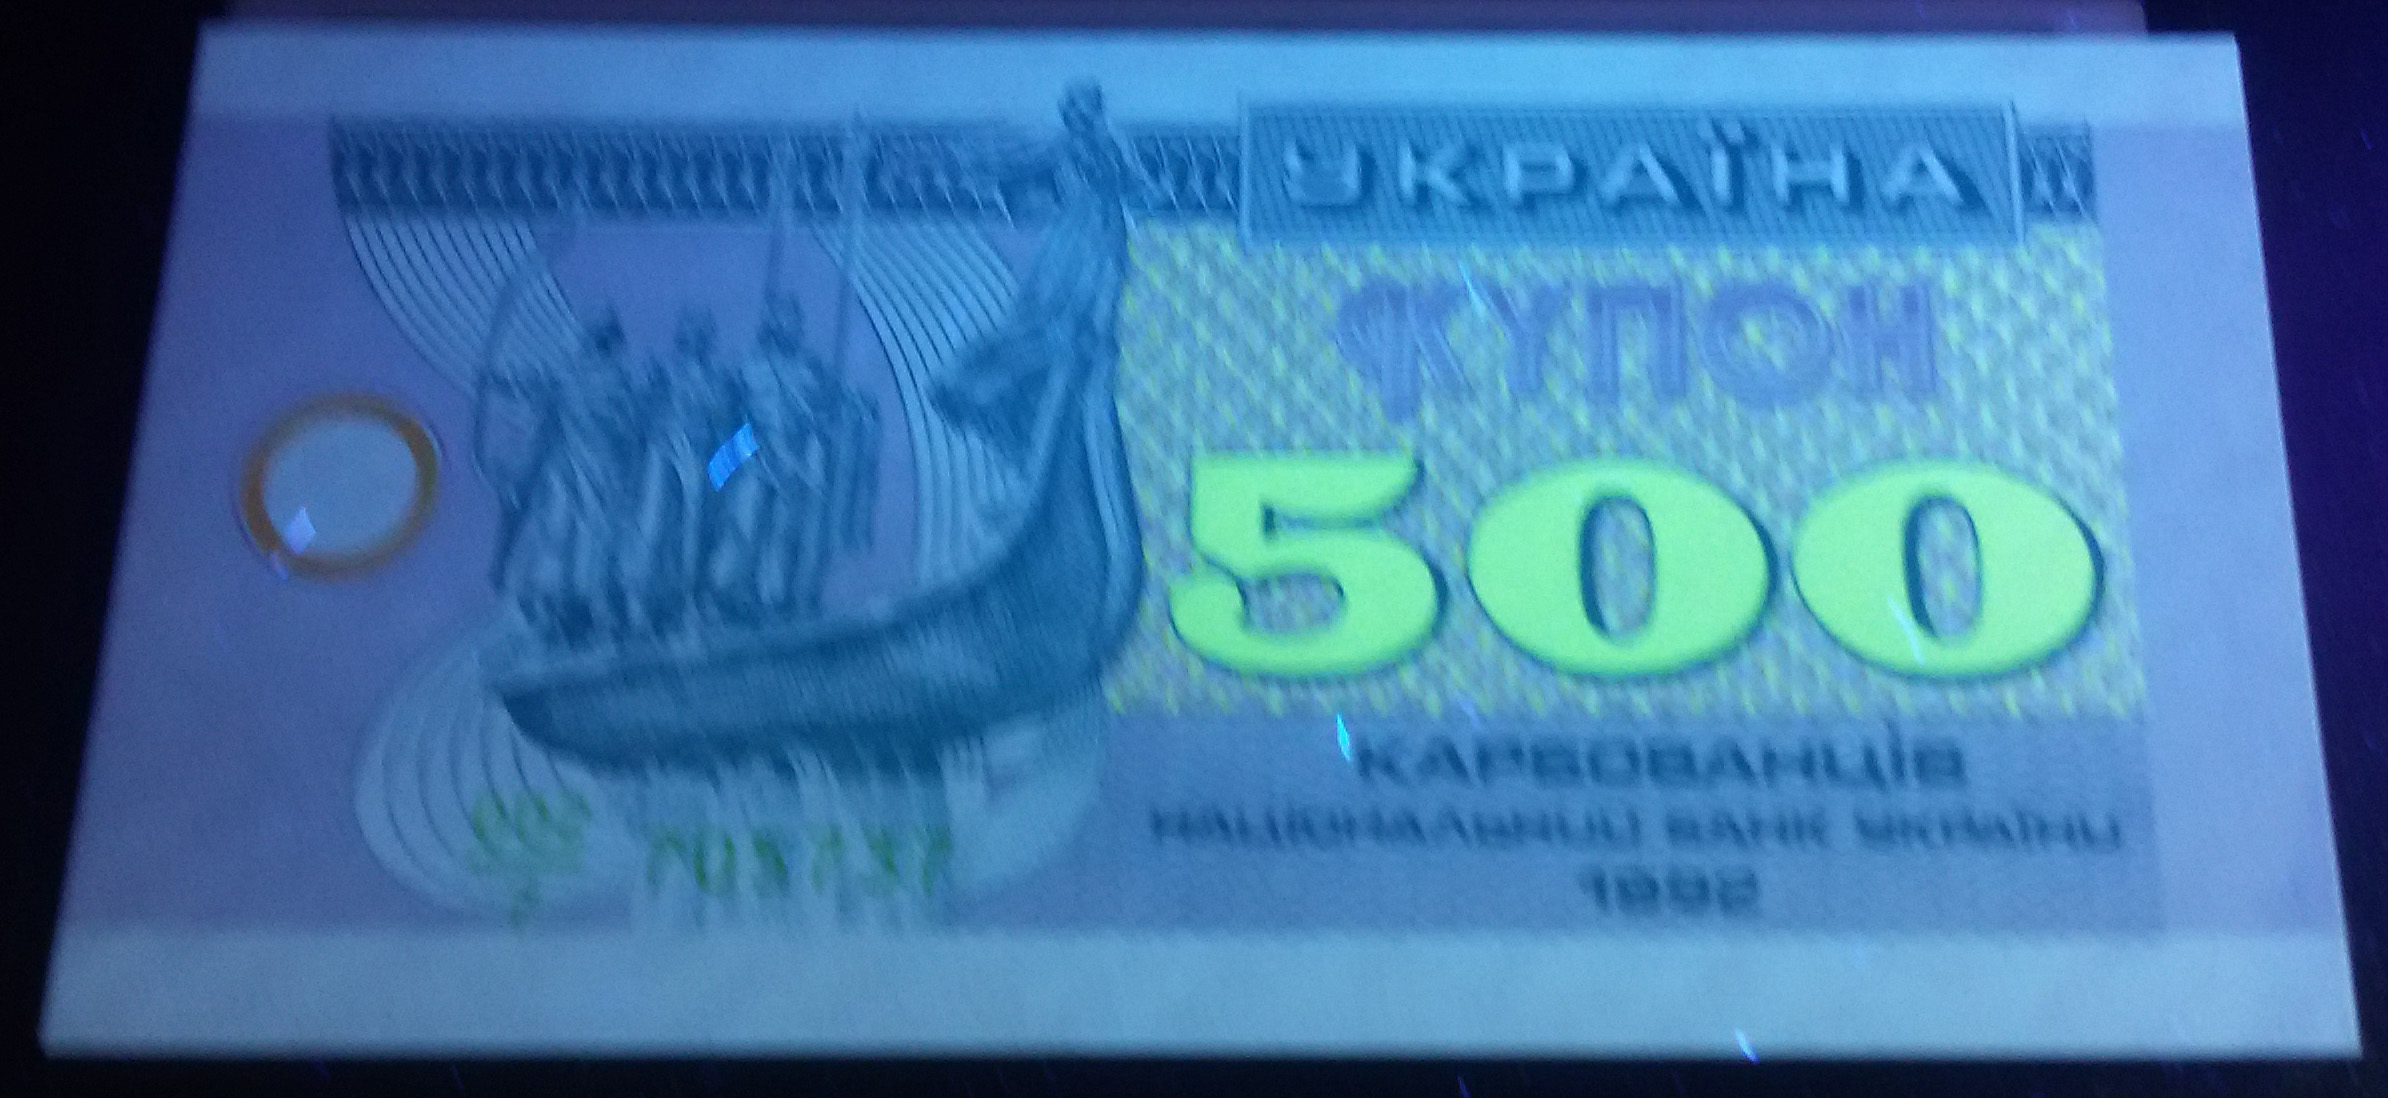 УКРАЇНА
КУПОН
500
КАРБОВАНЦІВ
НАЦІОНАЛЬНИЙ БАНК УКРАЇНИ
1992